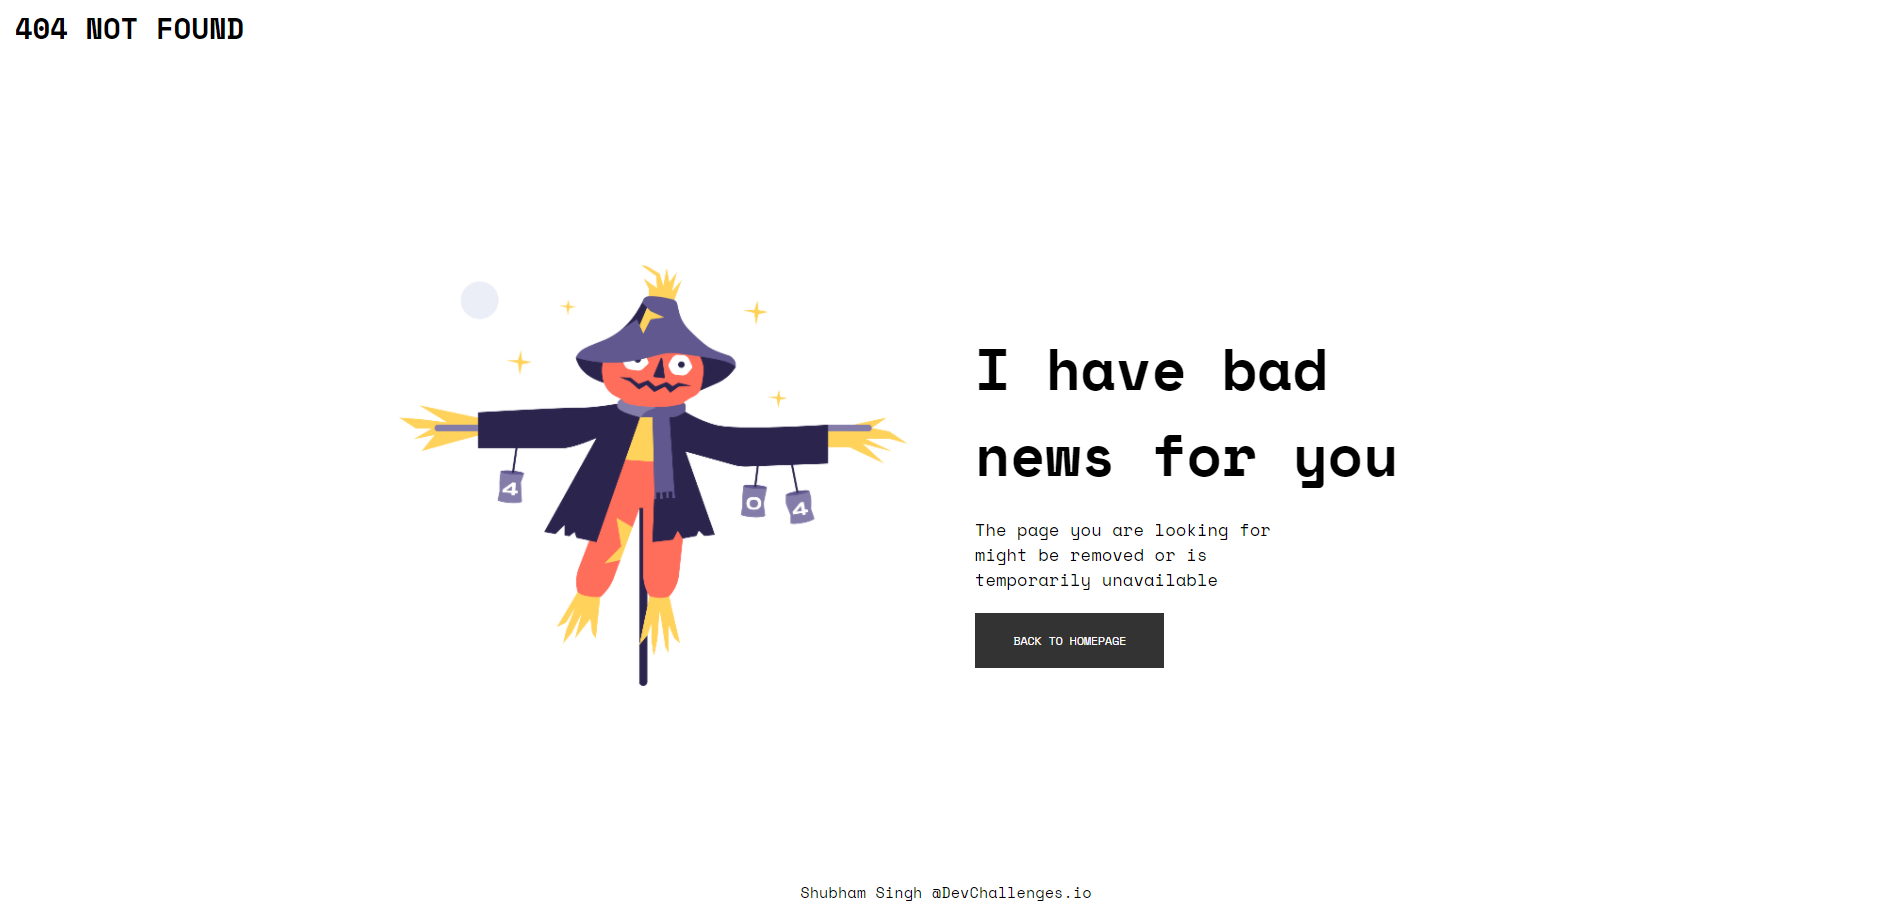 404 NOT FOUND
4
0
4
I have bad
news for you
The page you are looking for
might be removed or is
temporarily unavailable
BACK TO HOMEPAGE
Shubham Singh @DevChallenges.io